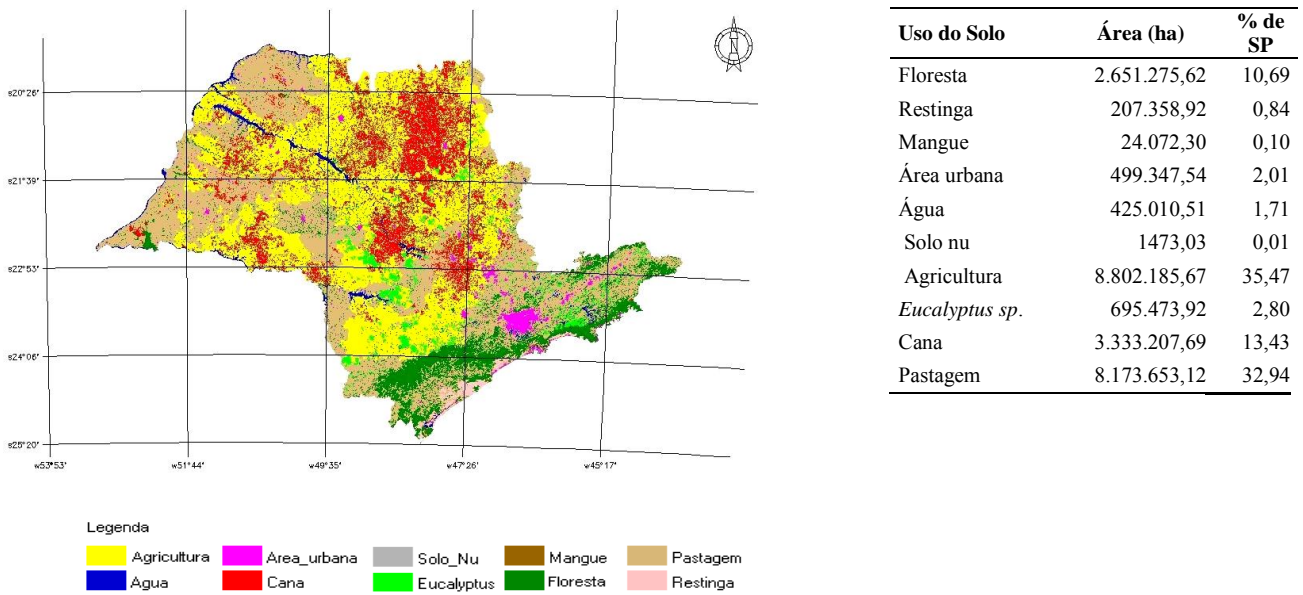 N
s20°26'
s21°39'
s22°53'
s24°06'
s25°20'
w53°53' w51°44' w49°35' w47°26' w45°17'
Legenda
Agricultura Area_urbana Solo_Nu Mangue Pastagem
Agua Cana Eucalyptus Floresta Restinga
Uso do Solo Área (ha) % de
SP
Floresta 2.651.275,62 10,69
Restinga 207.358,92 0,84
Mangue 24.072,30 0,10
Área urbana 499.347,54 2,01
Água 425.010,51 1,71
Solo nu 1473,03 0,01
Agricultura 8.802.185,67 35,47
Eucalyptus sp. 695.473,92 2,80
Cana 3.333.207,69 13,43
Pastagem 8.173.653,12 32,94